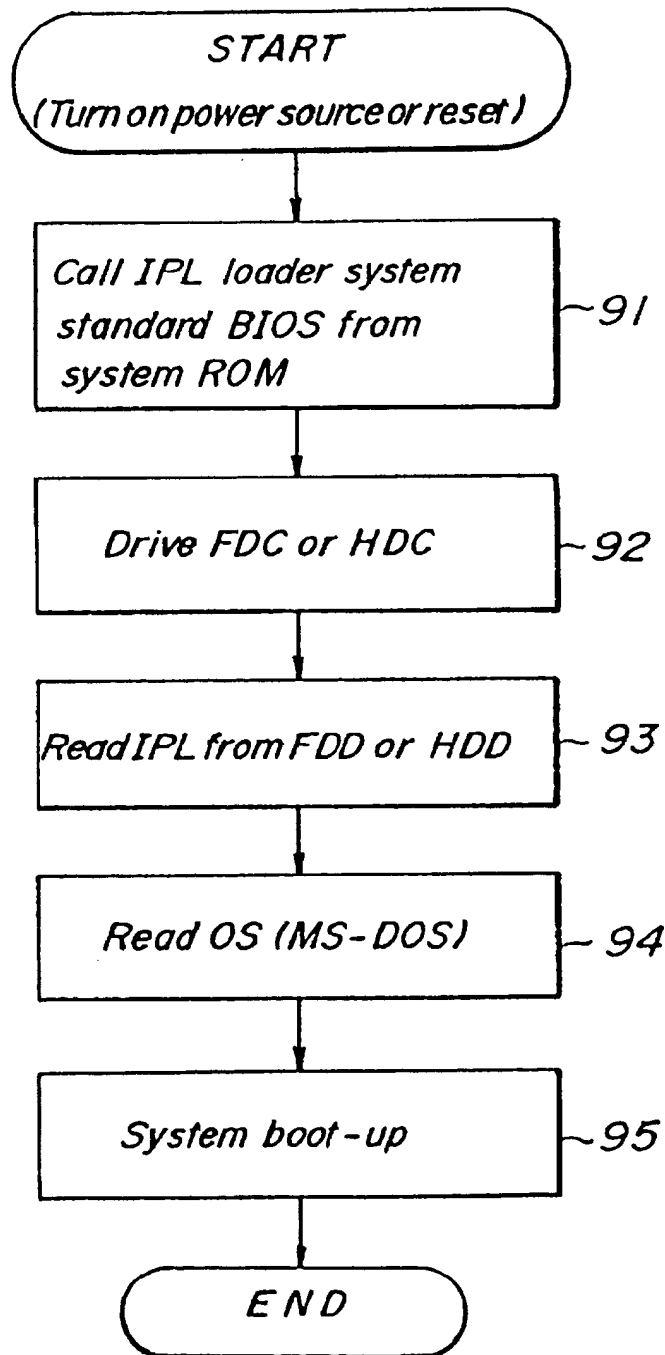 START
(Turn on power source or reset)
Call IPL loader system
standard BIOS from
system ROM
91
Drive FDC or HDC
92
Read IPL from FDD or HDD
93
Read OS (MS-DOS)
94
System boot-up
95
END